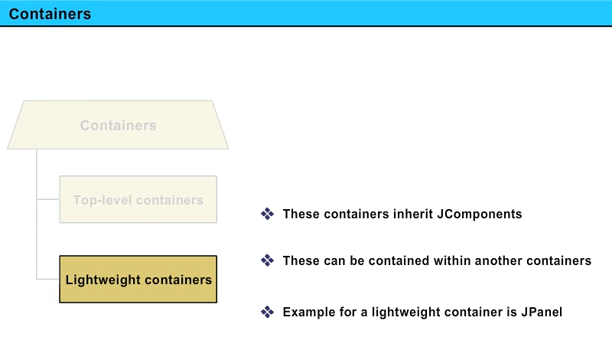 Containers
Containers
Top-level containers
Lightweight containers
These containers inherit JComponents
These can be contained within another containers
Example for a lightweight container is JPanel